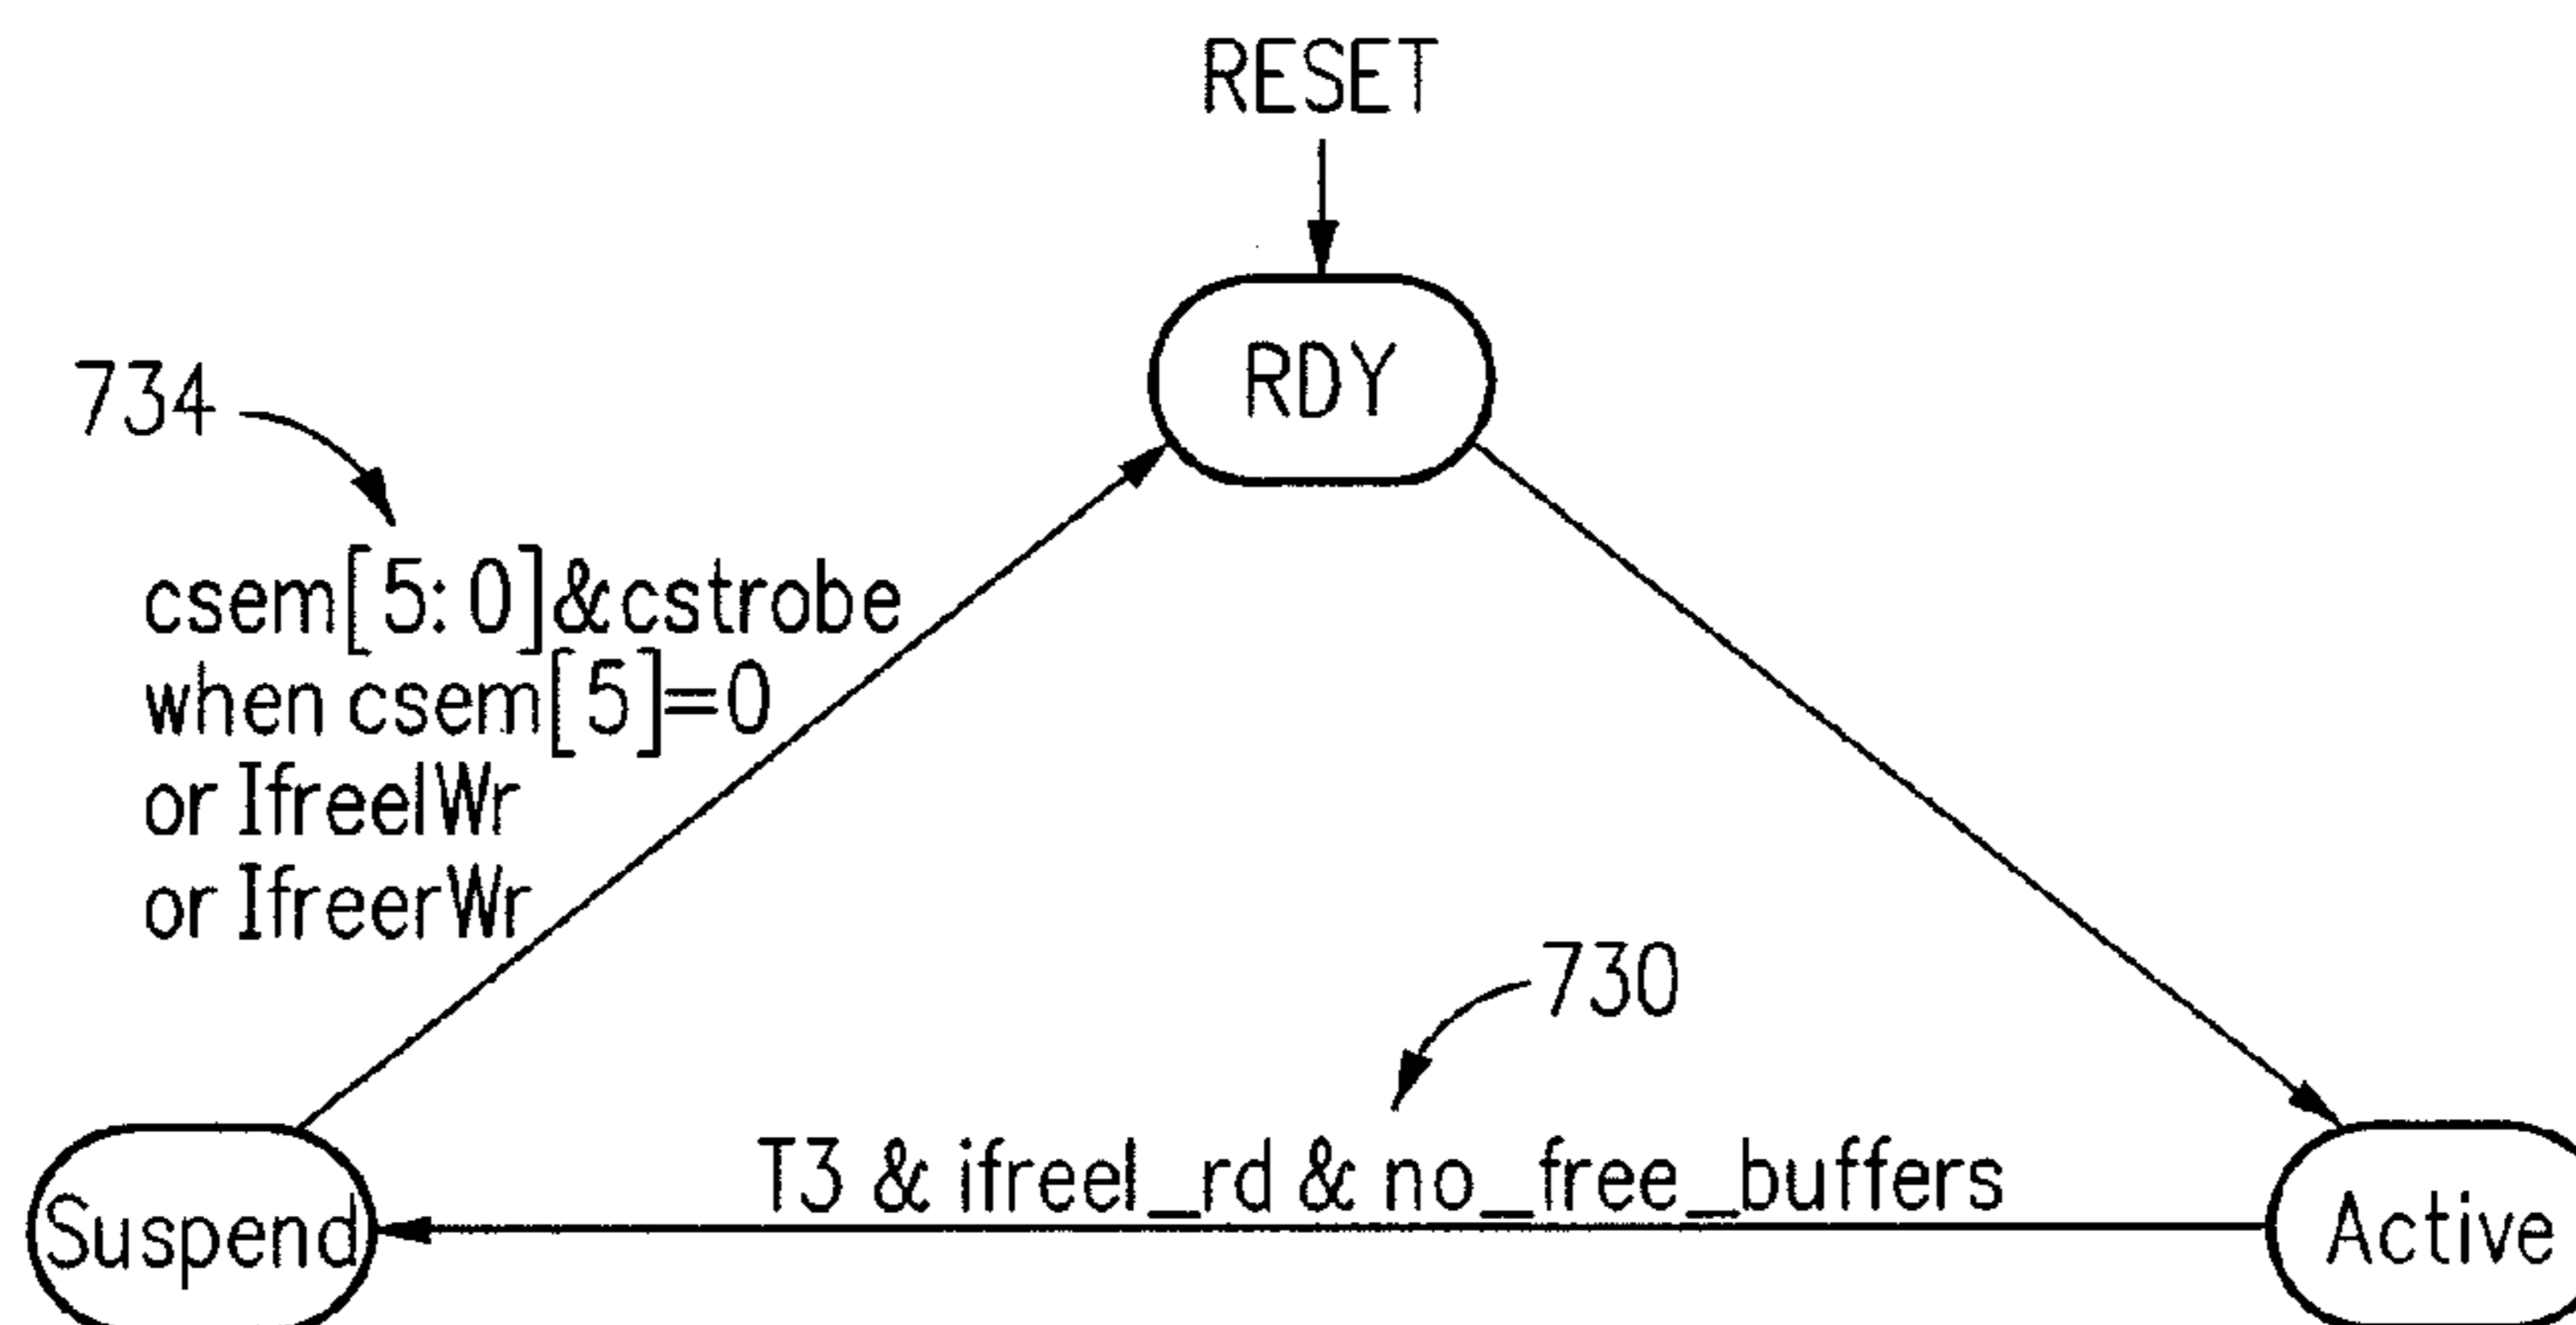 RESET
RDY
734
csem[5:0]&cstrobe
when csem[5]=0
or IfreelWr
or IfreerWr
730
T3 & ifreel_rd & no_free_buffers
Suspend
Active